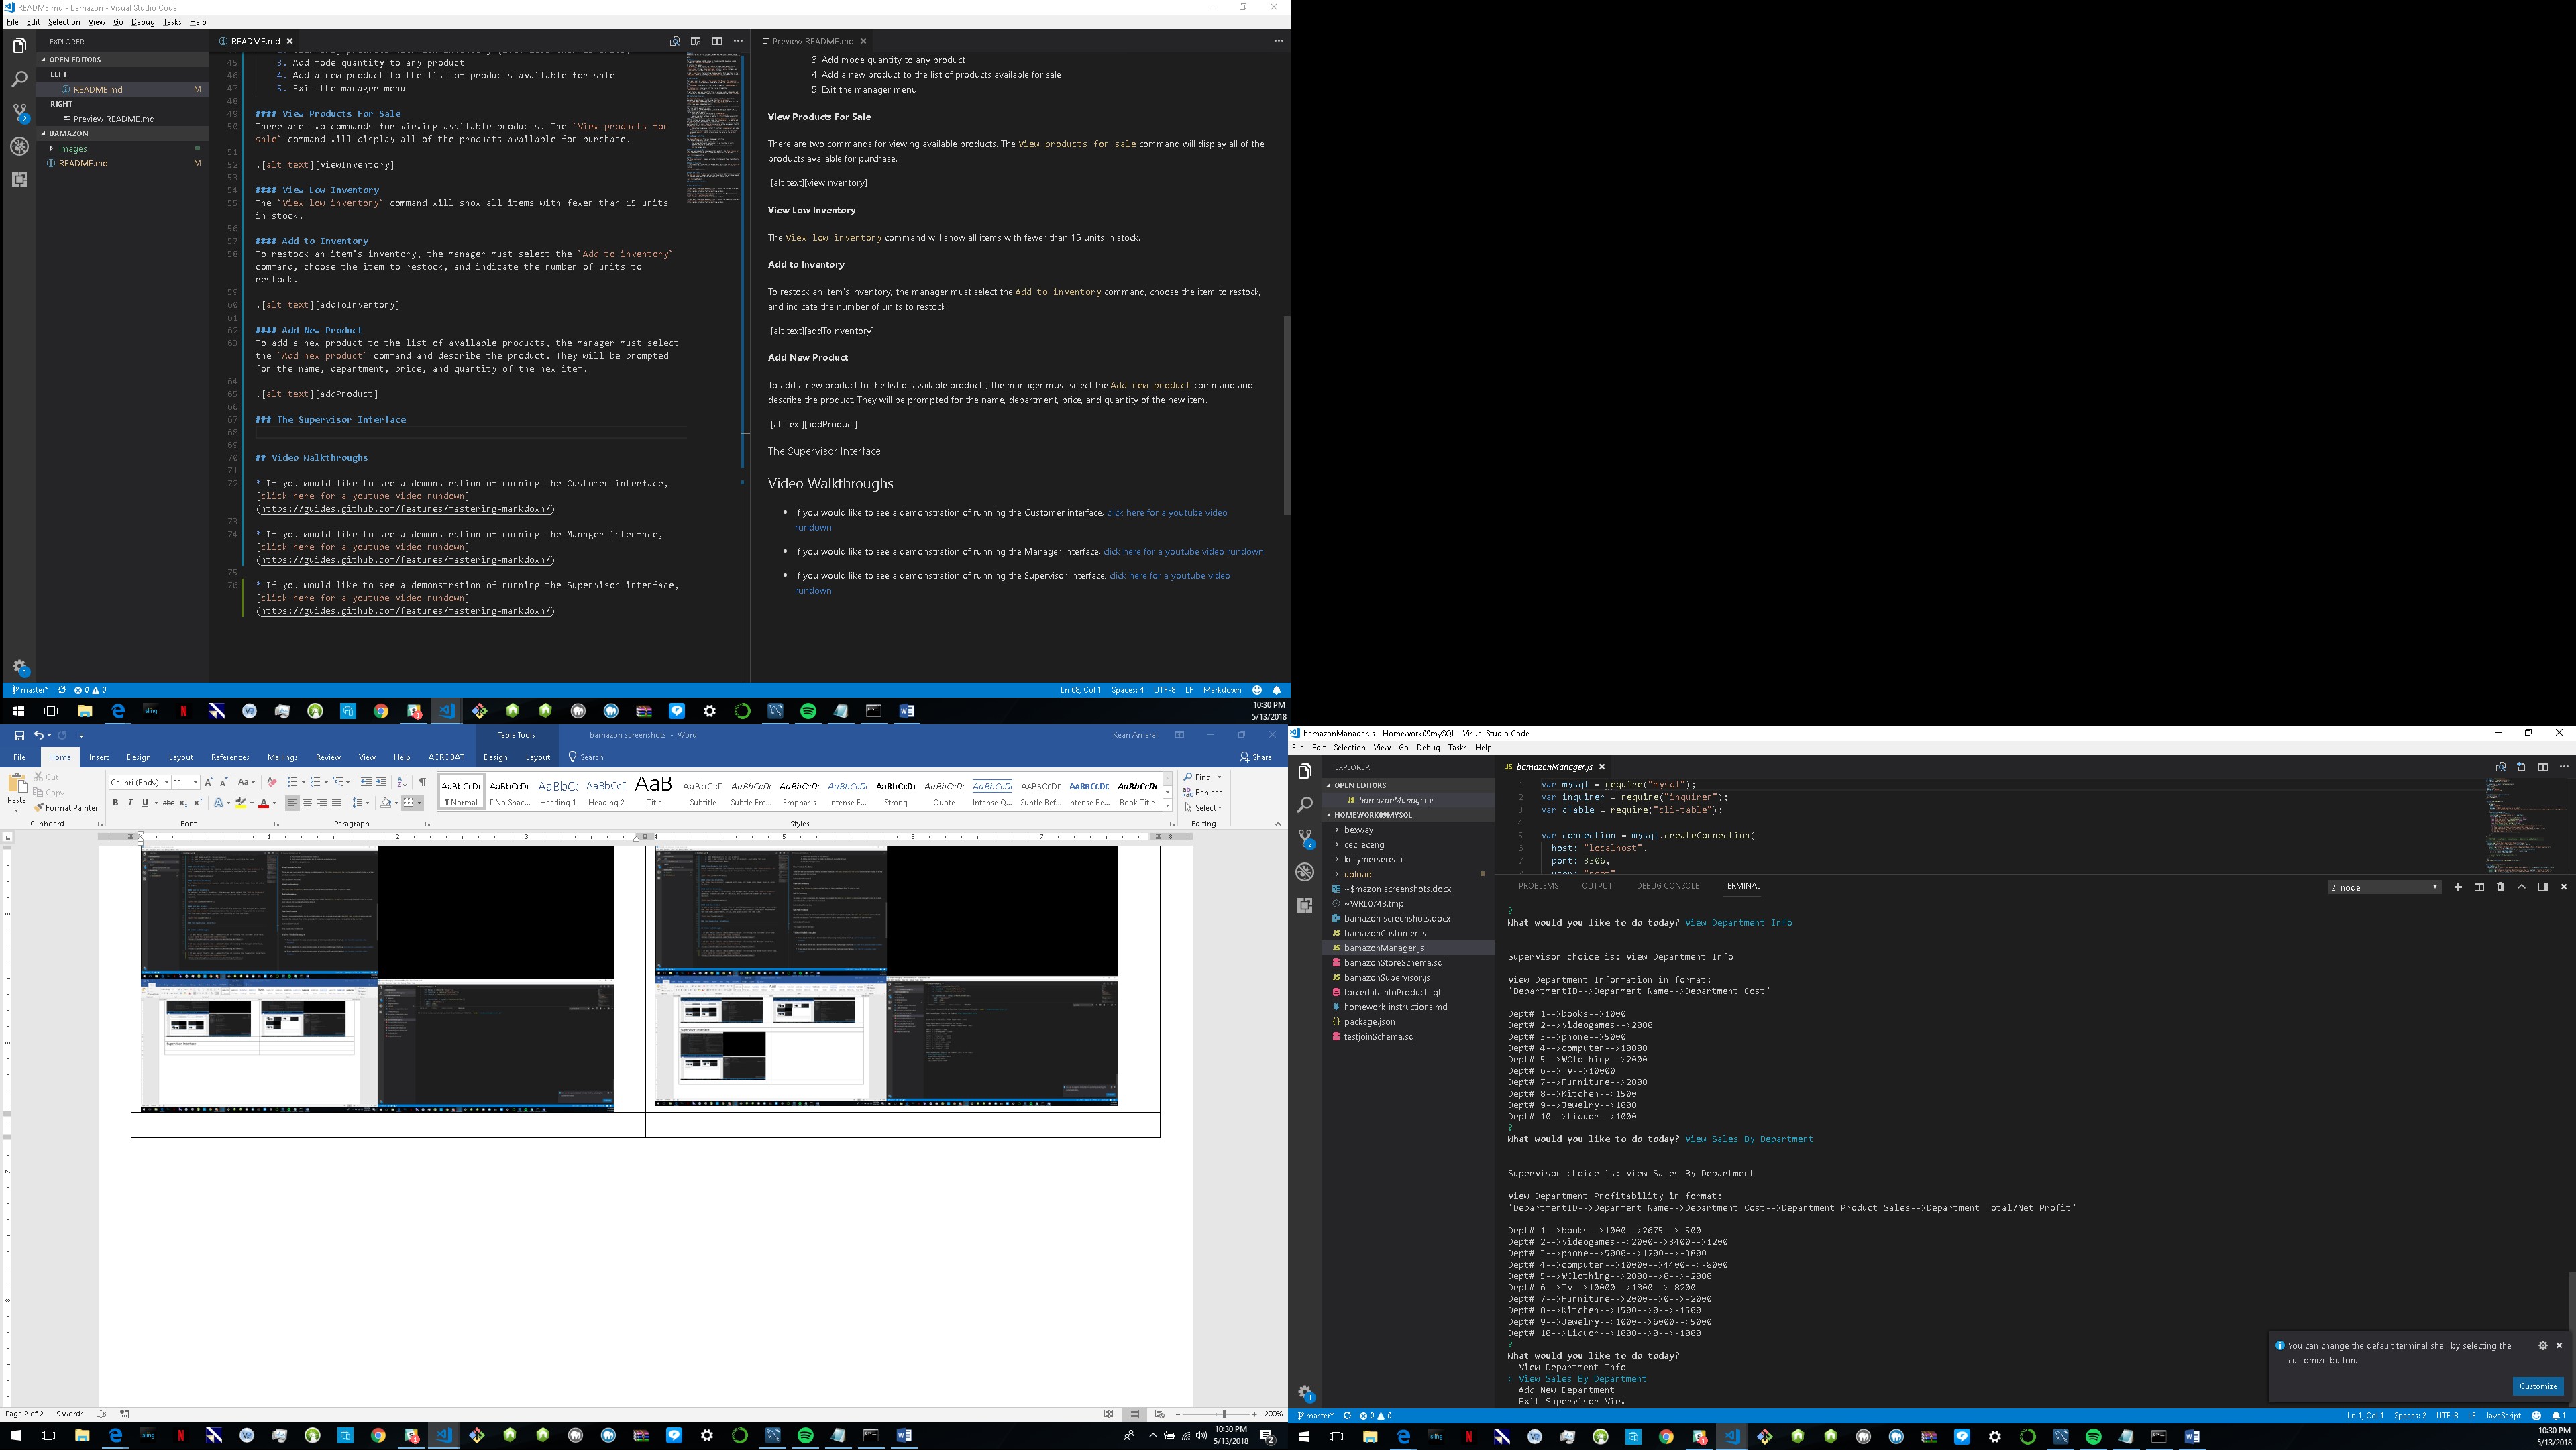 README.md - bamazon - Visual Studio Code
File Edit Selection View Go Debug Tasks Help
EXPLORER
OPEN EDITORS
LEFT
README.md M
RIGHT
Preview README.md
BAMAZON
images
README.md M
README.md
45 3. Add mode quantity to any product
46 4. Add a new product to the list of products available for sale
47 5. Exit the manager menu
48
49 #### View Products For Sale
50 There are two commands for viewing available products. The `View products for
sale` command will display all of the products available for purchase.
51
52 ![alt text][viewInventory]
53
54 #### View Low Inventory
55 The `View low inventory` command will show all items with fewer than 15 units
in stock.
56
57 #### Add to Inventory
58 To restock an item's inventory, the manager must select the `Add to inventory`
command, choose the item to restock, and indicate the number of units to
restock.
59
60 ![alt text][addToInventory]
61
62 #### Add New Product
63 To add a new product to the list of available products, the manager must select
the `Add new product` command and describe the product. They will be prompted
for the name, department, price, and quantity of the new item.
64
65 ![alt text][addProduct]
66
67 ### The Supervisor Interface
68
69
70 ## Video Walkthroughs
71
72 * If you would like to see a demonstration of running the Customer interface,
[click here for a youtube video rundown]
(https://guides.github.com/features/mastering-markdown/)
73
74 * If you would like to see a demonstration of running the Manager interface,
[click here for a youtube video rundown]
(https://guides.github.com/features/mastering-markdown/)
75
76 * If you would like to see a demonstration of running the Supervisor interface,
[click here for a youtube video rundown]
(https://guides.github.com/features/mastering-markdown/)
Preview README.md
3. Add mode quantity to any product
4. Add a new product to the list of products available for sale
5. Exit the manager menu
View Products For Sale
There are two commands for viewing available products. The View products for sale command will display all of the
products available for purchase.
![alt text][viewInventory]
View Low Inventory
The View low inventory command will show all items with fewer than 15 units in stock.
Add to Inventory
To restock an item's inventory, the manager must select the Add to inventory command, choose the item to restock,
and indicate the number of units to restock.
![alt text][addToInventory]
Add New Product
To add a new product to the list of available products, the manager must select the Add new product command and
describe the product. They will be prompted for the name, department, price, and quantity of the new item.
![alt text][addProduct]
The Supervisor Interface
Video Walkthroughs
If you would like to see a demonstration of running the Customer interface, click here for a youtube video
rundown
If you would like to see a demonstration of running the Manager interface, click here for a youtube video rundown
If you would like to see a demonstration of running the Supervisor interface, click here for a youtube video
rundown
master* 0 0 Ln 68, Col 1 Spaces: 4 UTF-8 LF Markdown
10:30 PM
5/13/2018
Table Tools bamazon screenshots - Word Kean Amaral
File Home Insert Design Layout References Mailings Review View Help ACROBAT Design Layout Search Share
Paste
Cut
Copy
Format Painter
Calibri (Body) 11
AaBbCcDc AaBbCcDc AaBbCc AaBbCcD AaB AaBbCcD AaBbCcDc AaBbCcDc AaBbCcDc AaBbCcDc AaBbCcDc AaBbCcDc AaBbCcDc AaBbCcDc AaBbCcDc
¶ Normal ¶ No Spac... Heading 1 Heading 2 Title Subtitle Subtle Em... Emphasis Intense E... Strong Quote Intense Q... Subtle Ref... Intense Re... Book Title
Find
Replace
Select
Clipboard Font Paragraph Styles Editing
Supervisor Interface
Supervisor Interface
Page 2 of 2 9 words 200%
10:30 PM
5/13/2018
bamazonManager.js - Homework09mySQL - Visual Studio Code
File Edit Selection View Go Debug Tasks Help
EXPLORER
OPEN EDITORS
bamazonManager.js
HOMEWORK09MYSQL
bexway
cecileceng
kellymersereau
upload
~$mazon screenshots.docx
~WRL0743.tmp
bamazon screenshots.docx
bamazonCustomer.js
bamazonManager.js
bamazonStoreSchema.sql
bamazonSupervisor.js
forcedataintoProduct.sql
homework_instructions.md
package.json
testjoinSchema.sql
bamazonManager.js
1 var mysql = require("mysql");
2 var inquirer = require("inquirer");
3 var cTable = require("cli-table");
4
5 var connection = mysql.createConnection({
6 host: "localhost",
7 port: 3306,
PROBLEMS OUTPUT DEBUG CONSOLE TERMINAL 2: node
?
What would you like to do today? View Department Info
Supervisor choice is: View Department Info
View Department Information in format:
'DepartmentID-->Deparment Name-->Department Cost'
Dept# 1-->books-->1000
Dept# 2-->videogames-->2000
Dept# 3-->phone-->5000
Dept# 4-->computer-->10000
Dept# 5-->WClothing-->2000
Dept# 6-->TV-->10000
Dept# 7-->Furniture-->2000
Dept# 8-->Kitchen-->1500
Dept# 9-->Jewelry-->1000
Dept# 10-->Liquor-->1000
?
What would you like to do today? View Sales By Department
Supervisor choice is: View Sales By Department
View Department Profitability in format:
'DepartmentID-->Deparment Name-->Department Cost-->Department Product Sales-->Department Total/Net Profit'
Dept# 1-->books-->1000-->2675-->-500
Dept# 2-->videogames-->2000-->3400-->1200
Dept# 3-->phone-->5000-->1200-->-3800
Dept# 4-->computer-->10000-->4400-->-8000
Dept# 5-->WClothing-->2000-->0-->-2000
Dept# 6-->TV-->10000-->1800-->-8200
Dept# 7-->Furniture-->2000-->0-->-2000
Dept# 8-->Kitchen-->1500-->0-->-1500
Dept# 9-->Jewelry-->1000-->6000-->5000
Dept# 10-->Liquor-->1000-->0-->-1000
?
What would you like to do today?
View Department Info
> View Sales By Department
Add New Department
Exit Supervisor View
You can change the default terminal shell by selecting the
customize button.
Customize
master* 0 0 Ln 1, Col 1 Spaces: 2 UTF-8 LF JavaScript 1
10:30 PM
5/13/2018